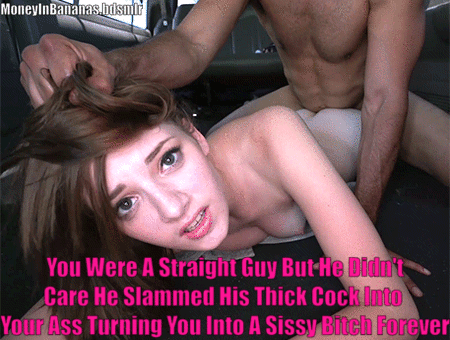 MoneyInBananas.bdsmlr
You Were A Straight Guy But He Didn't
Care He Slammed His Thick Cock Into
Your Ass Turning You Into A Sissy Bitch Forever